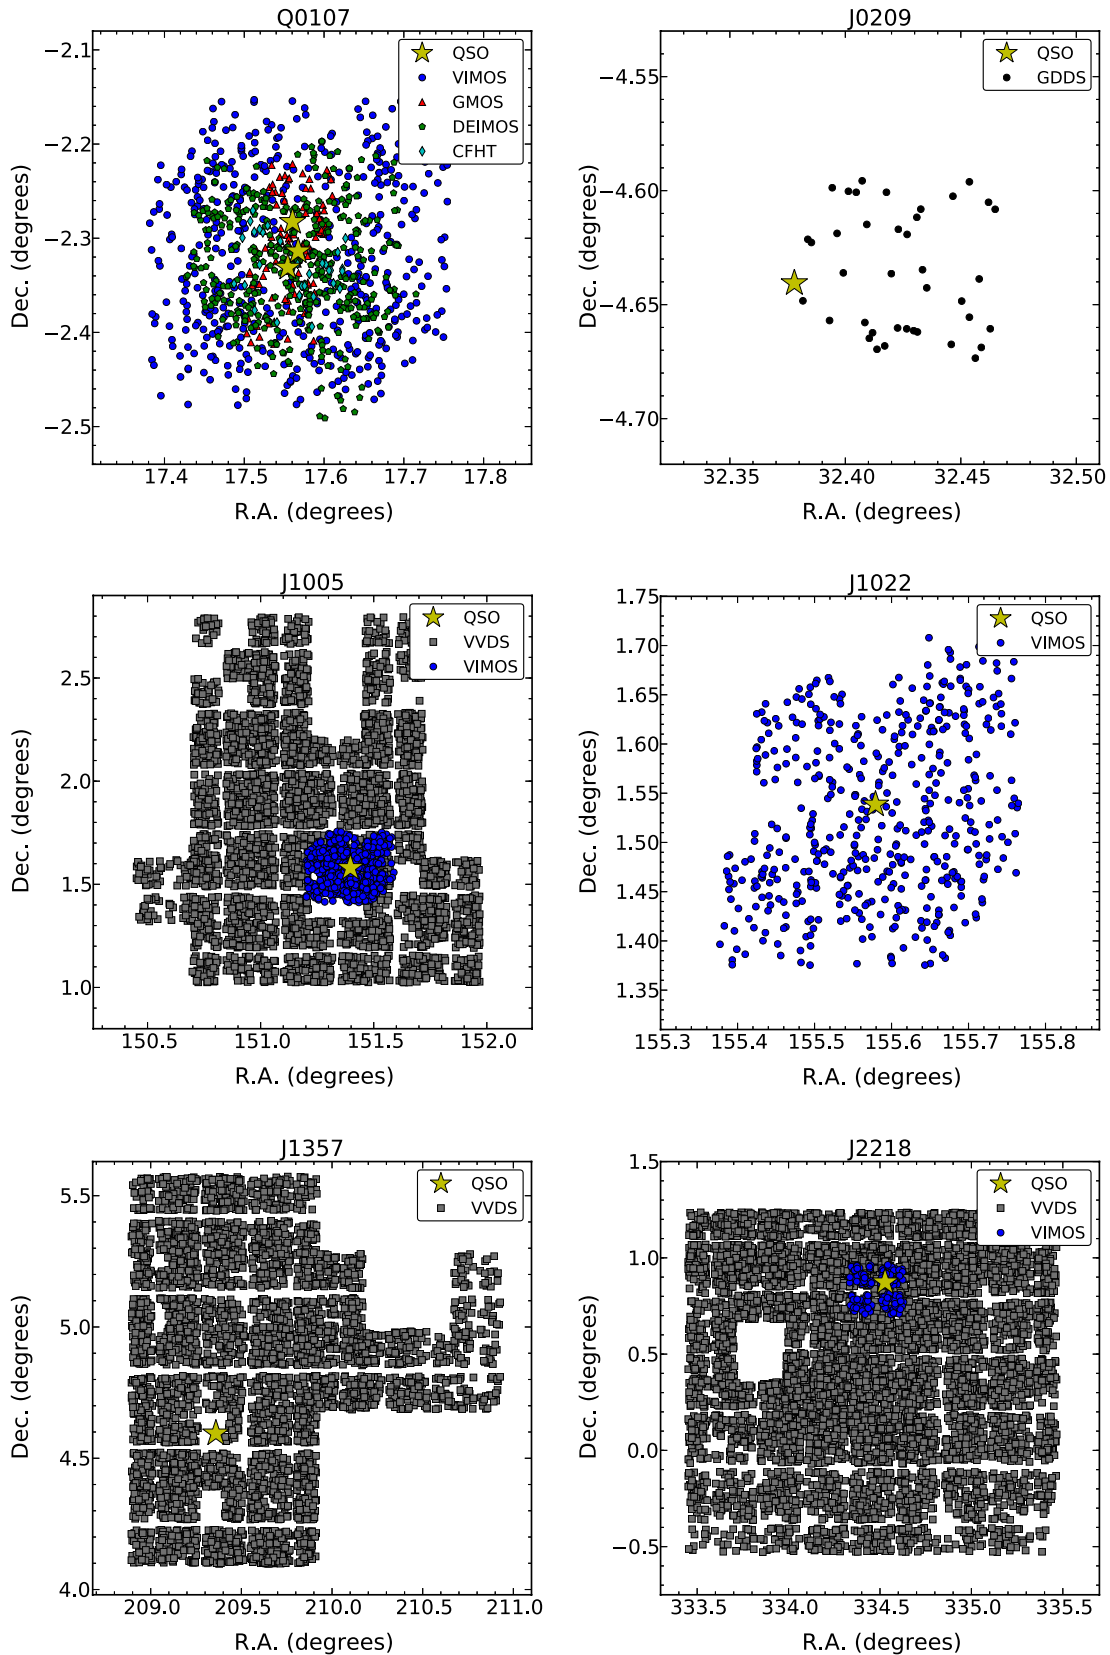 Q0107
−2.1
−2.2
−2.3
−2.4
−2.5
Dec. (degrees)
QSO
VIMOS
GMOS
DEIMOS
CFHT
17.4 17.5 17.6 17.7 17.8
R.A. (degrees)
J0209
−4.55
−4.60
−4.65
−4.70
Dec. (degrees)
QSO
GDDS
32.35 32.40 32.45 32.50
R.A. (degrees)
J1005
2.5
2.0
1.5
1.0
Dec. (degrees)
QSO
VVDS
VIMOS
150.5 151.0 151.5 152.0
R.A. (degrees)
J1022
1.75
1.70
1.65
1.60
1.55
1.50
1.45
1.40
1.35
Dec. (degrees)
QSO
VIMOS
155.3 155.4 155.5 155.6 155.7 155.8
R.A. (degrees)
J1357
5.5
5.0
4.5
4.0
Dec. (degrees)
QSO
VVDS
209.0 209.5 210.0 210.5 211.0
R.A. (degrees)
J2218
1.5
1.0
0.5
0.0
−0.5
Dec. (degrees)
QSO
VVDS
VIMOS
333.5 334.0 334.5 335.0 335.5
R.A. (degrees)